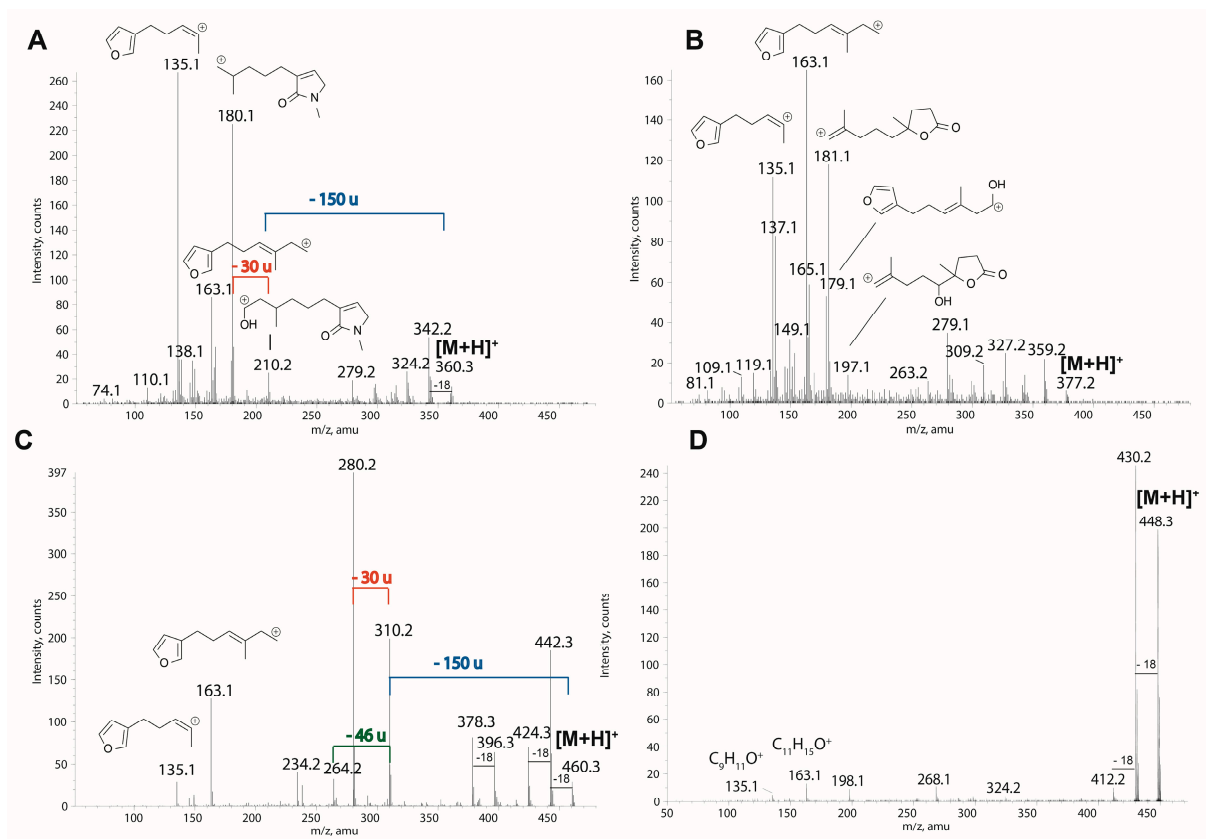 A
135.1
180.1
- 150 u
- 30 u
163.1
138.1
210.2
279.2
342.2
324.2
[M+H]+
360.3
-18
74.1
110.1
O
O
N
O
OH
O
N
Intensity, counts
260
240
220
200
180
160
140
120
100
80
60
40
20
0
100 150 200 250 300 350 400 450
m/z, amu
B
163.1
135.1
181.1
137.1
165.1
179.1
149.1
109.1
119.1
81.1
197.1
263.2
279.1
309.2
327.2
359.2
[M+H]+
377.2
O
O
O
O
OH
O
OH
O
O
Intensity, counts
160
140
120
100
80
60
40
20
0
100 150 200 250 300 350 400 450
m/z, amu
C
280.2
- 30 u
310.2
- 150 u
442.3
163.1
- 46 u
378.3
396.3
424.3
[M+H]+
460.3
-18
-18
-18
135.1
234.2
264.2
O
O
Intensity, counts
397
350
300
250
200
150
100
50
0
100 150 200 250 300 350 400 450
m/z, amu
D
430.2
[M+H]+
448.3
- 18
- 18
412.2
C9H11O+
C11H15O+
135.1
163.1
198.1
268.1
324.2
Intensity, counts
240
220
200
180
160
140
120
100
80
60
40
20
0
50 100 150 200 250 300 350 400 450
m/z, amu